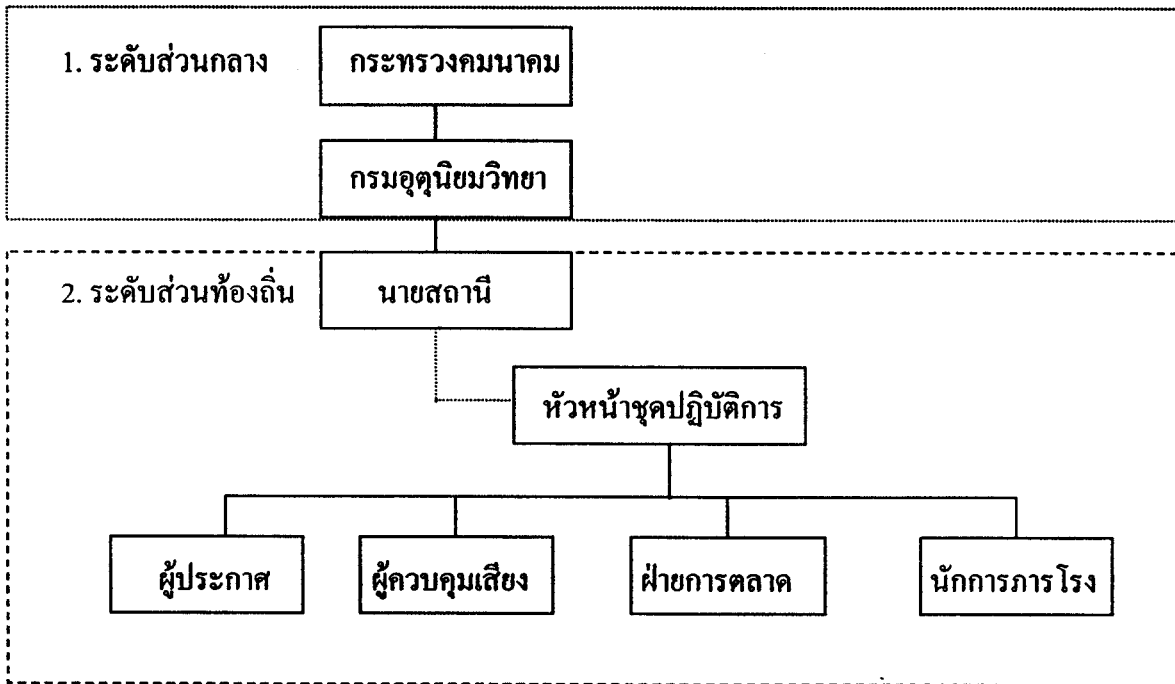 1. ระดับส่วนกลาง
กระทรวงคมนาคม
กรมอุตุนิยมวิทยา
2. ระดับส่วนท้องถิ่น
นายสถานี
หัวหน้าชุดปฏิบัติการ
ผู้ประกาศ
ผู้ควบคุมเสียง
ฝ่ายการตลาด
นักการภารโรง